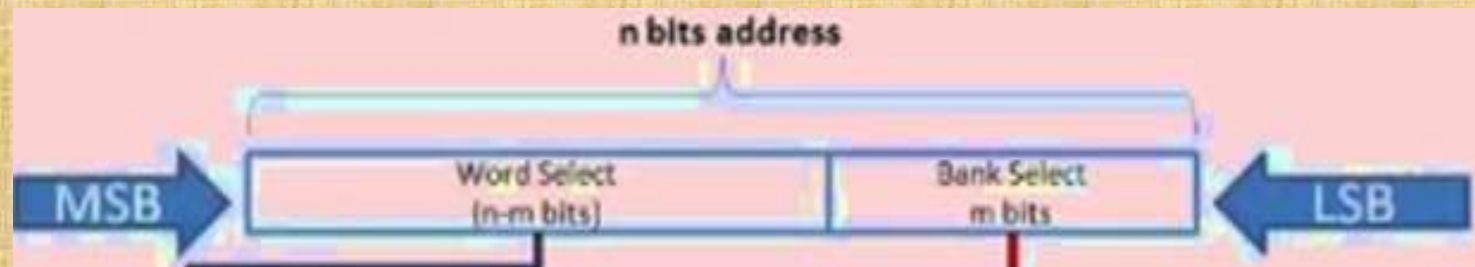 n bits address
MSB
Word Select
(n-m bits)
Bank Select
m bits
LSB